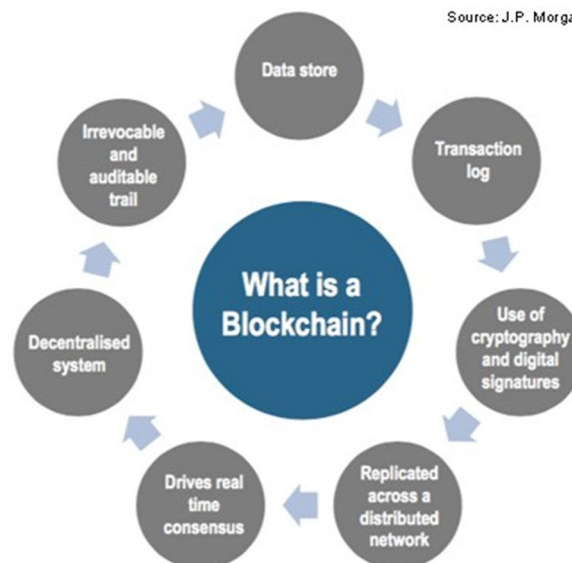 Source: J.P. Morga
Data store
Transaction
log
Use of
cryptography
and digital
signatures
Replicated
across a
distributed
network
Drives real
time
consensus
Decentralised
system
Irrevocable
and
auditable
trail
What is a
Blockchain?